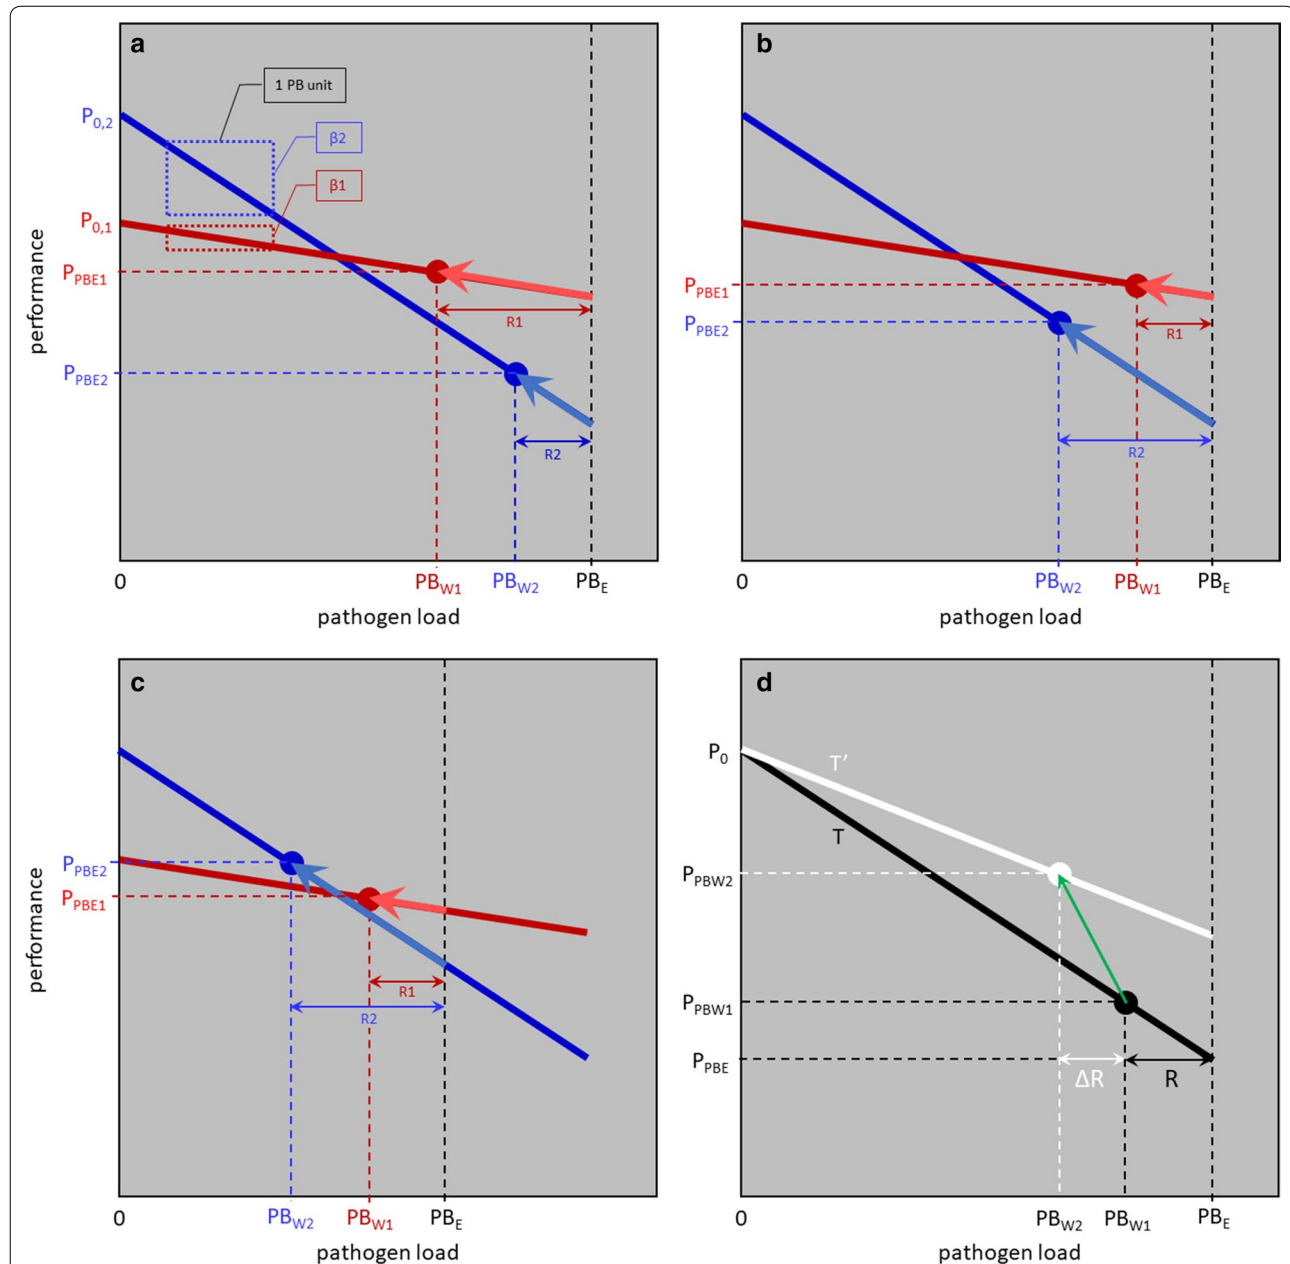 a
1 PB unit
P0,2
β2
β1
P0,1
PPBE1
R1
performance
PPBE2
R2
0
PBW1
PBW2
PBE
pathogen load
b
PPBE1
PPBE2
R1
R2
0
PBW2
PBW1
PBE
pathogen load
c
PPBE2
PPBE1
performance
R1
R2
0
PBW2
PBW1
PBE
pathogen load
d
P0
T'
T
PPBW2
PPBW1
PPBE
ΔR
R
0
PBW2
PBW1
PBE
pathogen load